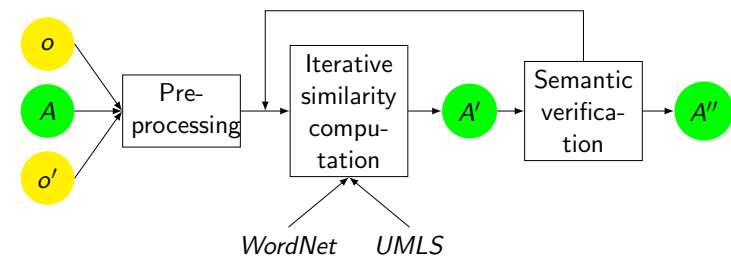 o
A
o′
Pre-
processing
Iterative
similarity
compu-
tation
A′
Semantic
verifica-
tion
A′′
WordNet
UMLS